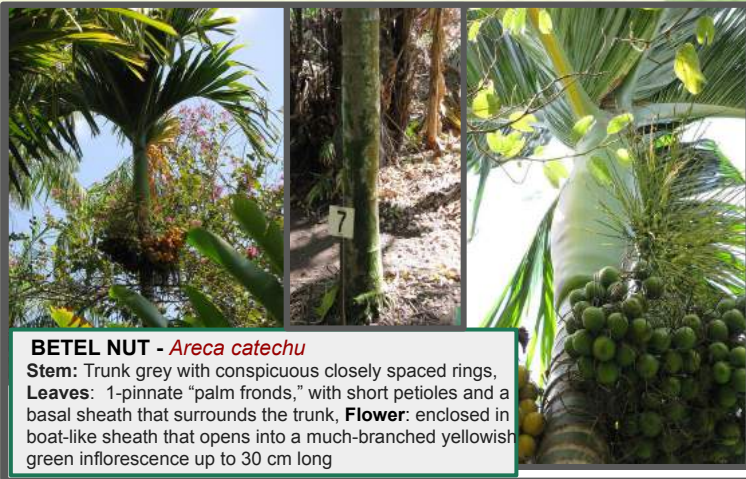 7
BETEL NUT - Areca catechu
Stem: Trunk grey with conspicuous closely spaced rings,
Leaves: 1-pinnate “palm fronds,” with short petioles and a
basal sheath that surrounds the trunk, Flower: enclosed in
boat-like sheath that opens into a much-branched yellowish
green inflorescence up to 30 cm long